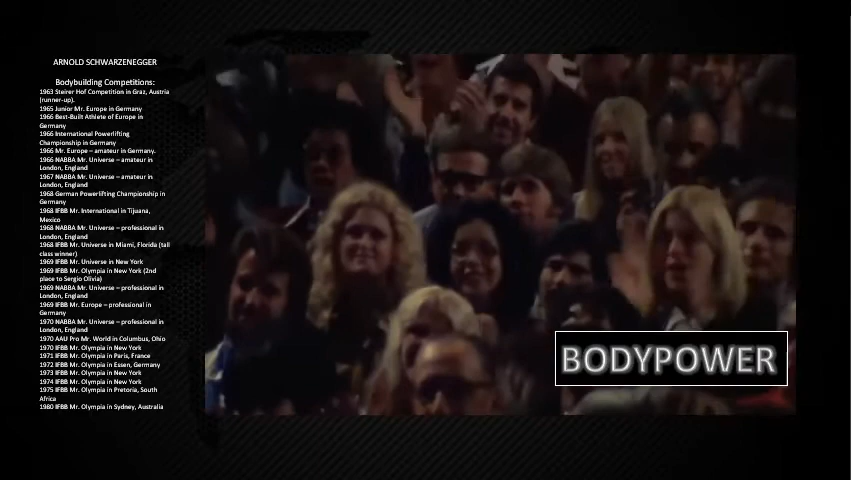 ARNOLD SCHWARZENEGGER
Bodybuilding Competitions:
1963 Steirer Hof Competition in Graz, Austria
(runner-up).
1965 Junior Mr. Europe in Germany
1966 Best-Built Athlete of Europe in
Germany
1966 International Powerlifting
Championship in Germany
1966 Mr. Europe – amateur in Germany.
1966 NABBA Mr. Universe – amateur in
London, England
1967 NABBA Mr. Universe – amateur in
London, England
1968 German Powerlifting Championship in
Germany
1968 IFBB Mr. International in Tijuana,
Mexico
1968 NABBA Mr. Universe – professional in
London, England
1968 IFBB Mr. Universe in Miami, Florida (tall
class winner)
1969 IFBB Mr. Universe in New York
1969 IFBB Mr. Olympia in New York (2nd
place to Sergio Olivia)
1969 NABBA Mr. Universe – professional in
London, England
1969 IFBB Mr. Europe – professional in
Germany
1970 NABBA Mr. Universe – professional in
London, England
1970 AAU Pro Mr. World in Columbus, Ohio
1970 IFBB Mr. Olympia in New York
1971 IFBB Mr. Olympia in Paris, France
1972 IFBB Mr. Olympia in Essen, Germany
1973 IFBB Mr. Olympia in New York
1974 IFBB Mr. Olympia in New York
1975 IFBB Mr. Olympia in Pretoria, South
Africa
1980 IFBB Mr. Olympia in Sydney, Australia
BODYPOWER